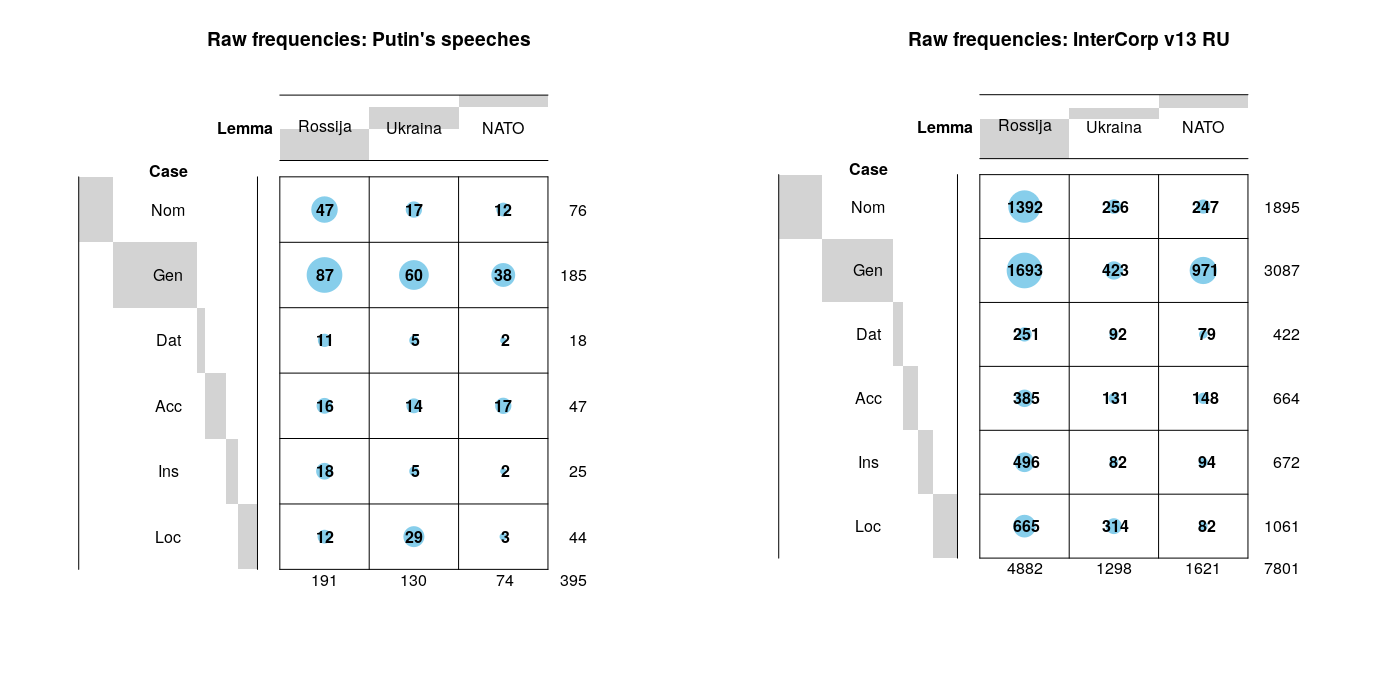 Raw frequencies: Putin's speeches
Lemma Rossija Ukraina NATO
Case
Nom 47 17 12 76
Gen 87 60 38 185
Dat 11 5 2 18
Acc 16 14 17 47
Ins 18 5 2 25
Loc 12 29 3 44
191 130 74 395
Raw frequencies: InterCorp v13 RU
Lemma Rossija Ukraina NATO
Case
Nom 1392 256 247 1895
Gen 1693 423 971 3087
Dat 251 92 79 422
Acc 385 131 148 664
Ins 496 82 94 672
Loc 665 314 82 1061
4882 1298 1621 7801